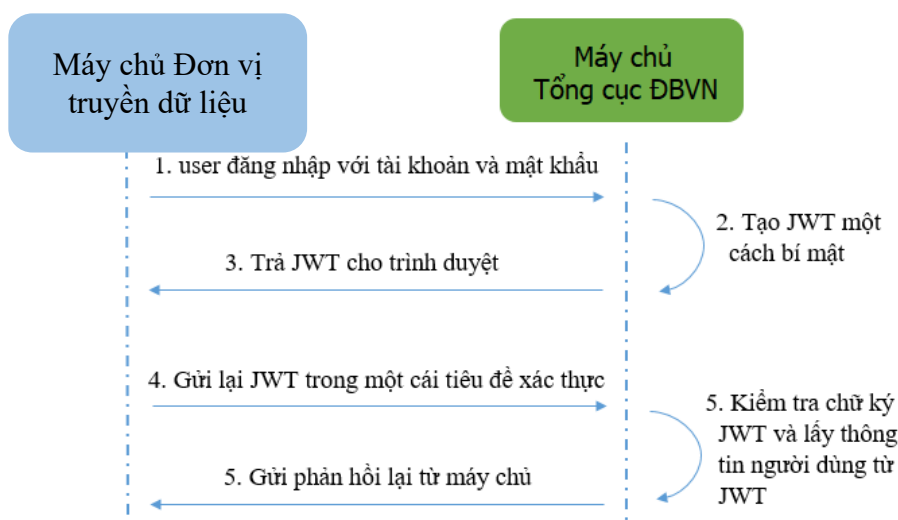 Máy chủ Đơn vị
truyền dữ liệu
Máy chủ
Tổng cục ĐBVN
1. user đăng nhập với tài khoản và mật khẩu
2. Tạo JWT một
cách bí mật
3. Trả JWT cho trình duyệt
4. Gửi lại JWT trong một cái tiêu đề xác thực
5. Kiểm tra chữ ký
JWT và lấy thông
tin người dùng từ
JWT
5. Gửi phản hồi lại từ máy chủ